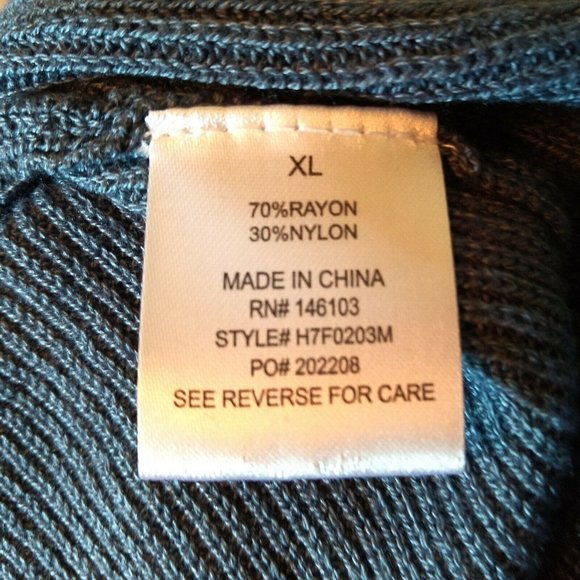 XL
70%RAYON
30%NYLON
MADE IN CHINA
RN# 146103
STYLE# H7F0203M
PO# 202208
SEE REVERSE FOR CARE